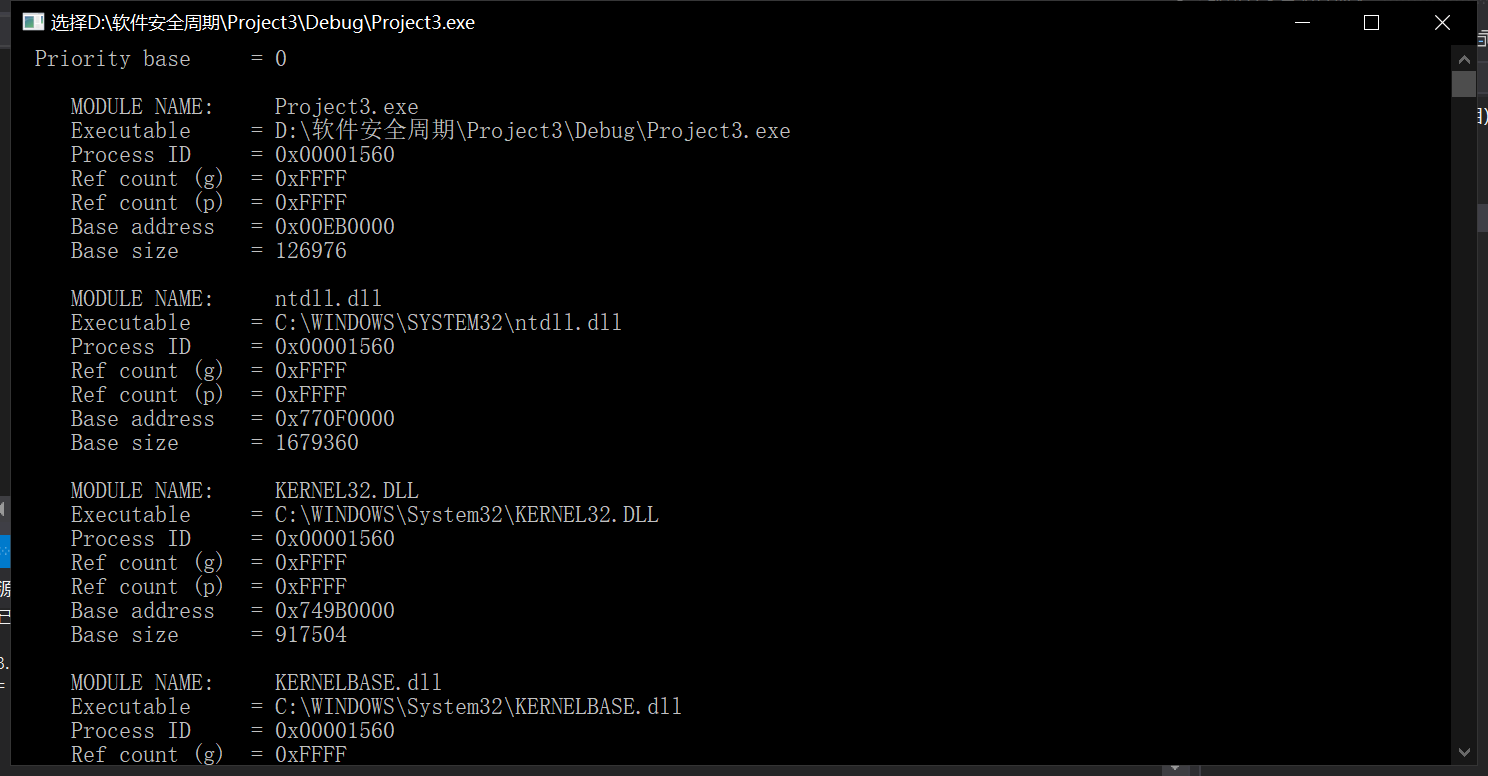 选择D:\软件安全周期\Project3\Debug\Project3.exe
Priority base = 0
MODULE NAME: Project3.exe
Executable = D:\软件安全周期\Project3\Debug\Project3.exe
Process ID = 0x00001560
Ref count (g) = 0xFFFF
Ref count (p) = 0xFFFF
Base address = 0x00EB0000
Base size = 126976
MODULE NAME: ntdll.dll
Executable = C:\WINDOWS\SYSTEM32\ntdll.dll
Process ID = 0x00001560
Ref count (g) = 0xFFFF
Ref count (p) = 0xFFFF
Base address = 0x770F0000
Base size = 1679360
MODULE NAME: KERNEL32.DLL
Executable = C:\WINDOWS\System32\KERNEL32.DLL
Process ID = 0x00001560
Ref count (g) = 0xFFFF
Ref count (p) = 0xFFFF
Base address = 0x749B0000
Base size = 917504
MODULE NAME: KERNELBASE.dll
Executable = C:\WINDOWS\System32\KERNELBASE.dll
Process ID = 0x00001560
Ref count (g) = 0xFFFF